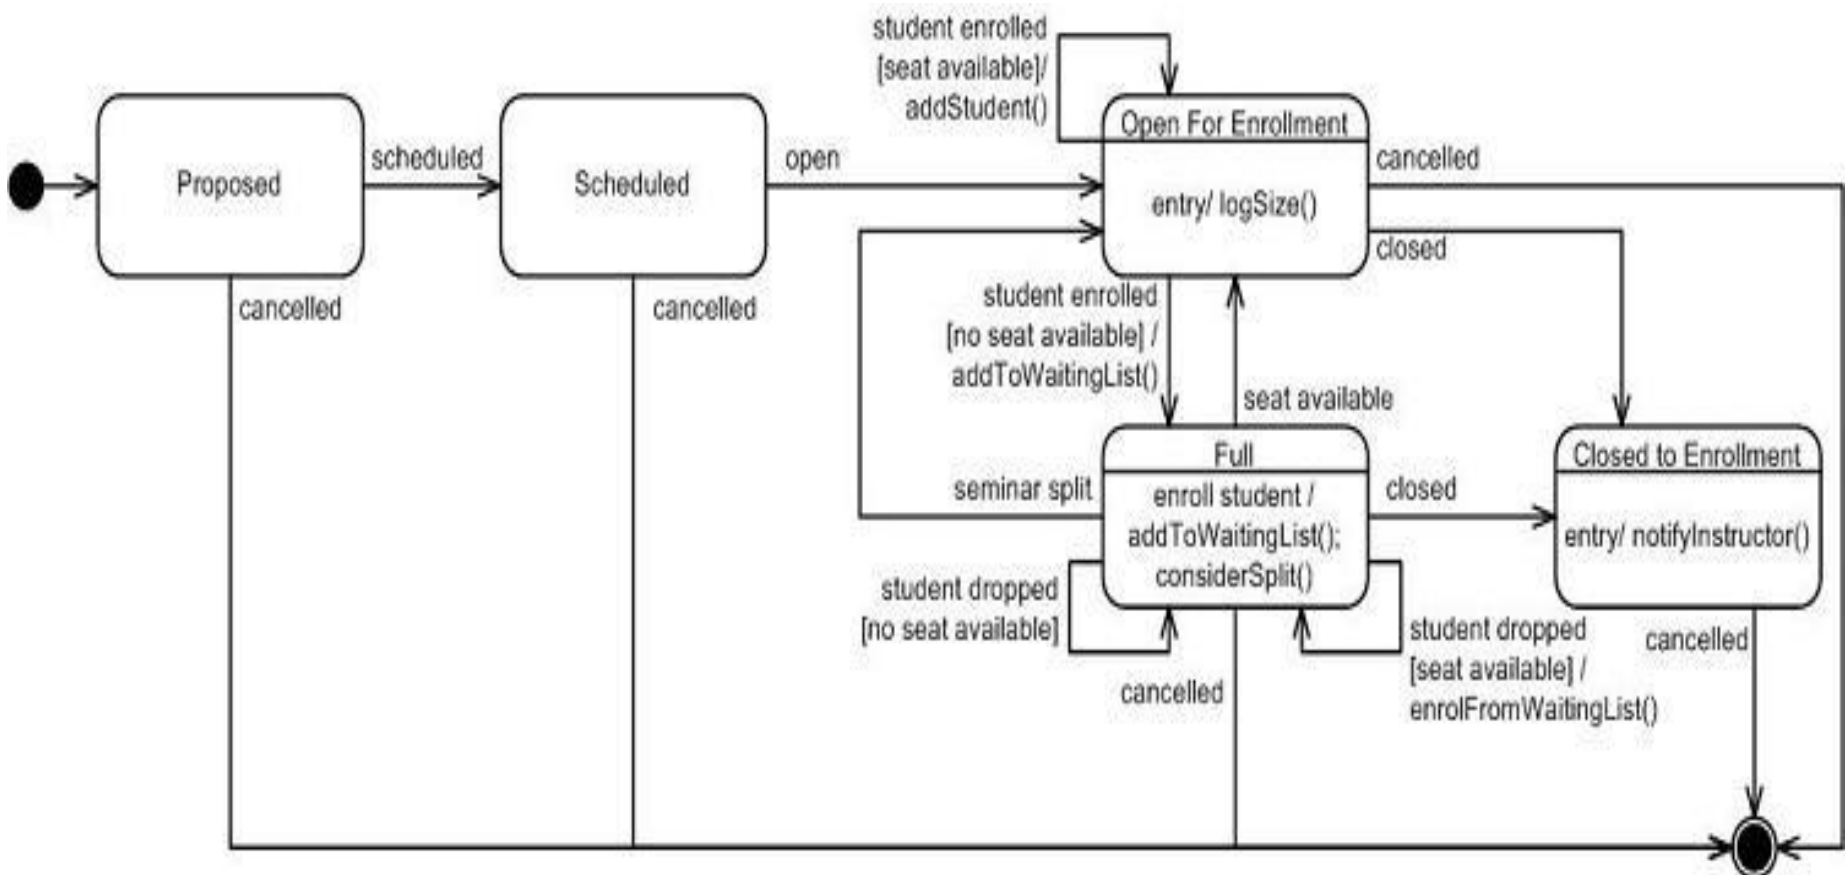 student enrolled
[seat available]/
addStudent()
Proposed
scheduled
Scheduled
open
Open For Enrollment
entry/ logSize()
cancelled
closed
cancelled
cancelled
student enrolled
[no seat available] /
addToWaitingList()
seat available
Full
enroll student /
addToWaitingList();
considerSplit()
seminar split
closed
Closed to Enrollment
entry/ notifyInstructor()
student dropped
[no seat available]
cancelled
student dropped
[seat available] /
enrolFromWaitingList()
cancelled